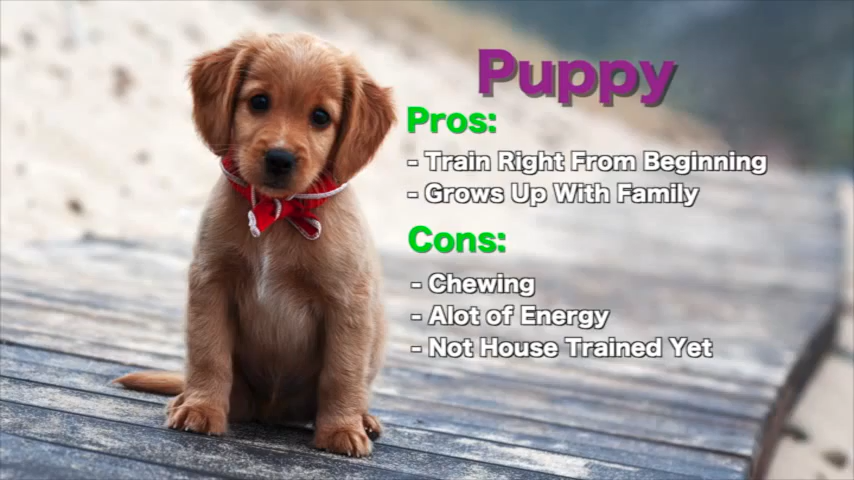 Puppy
Pros:
- Train Right From Beginning
- Grows Up With Family
Cons:
- Chewing
- Alot of Energy
- Not House Trained Yet